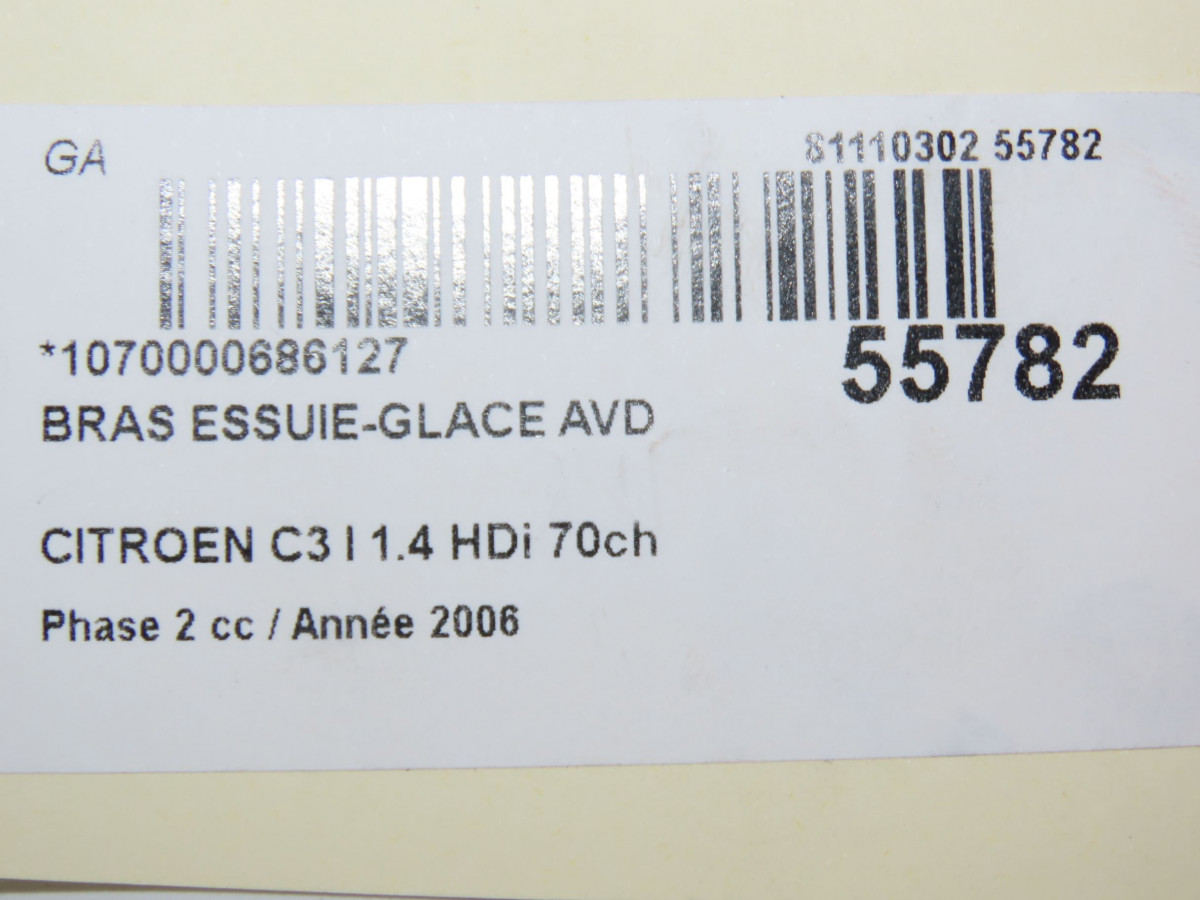 GA
81110302 55782
*1070000686127
55782
BRAS ESSUIE-GLACE AVD
CITROEN C3 I 1.4 HDi 70ch
Phase 2 cc / Année 2006